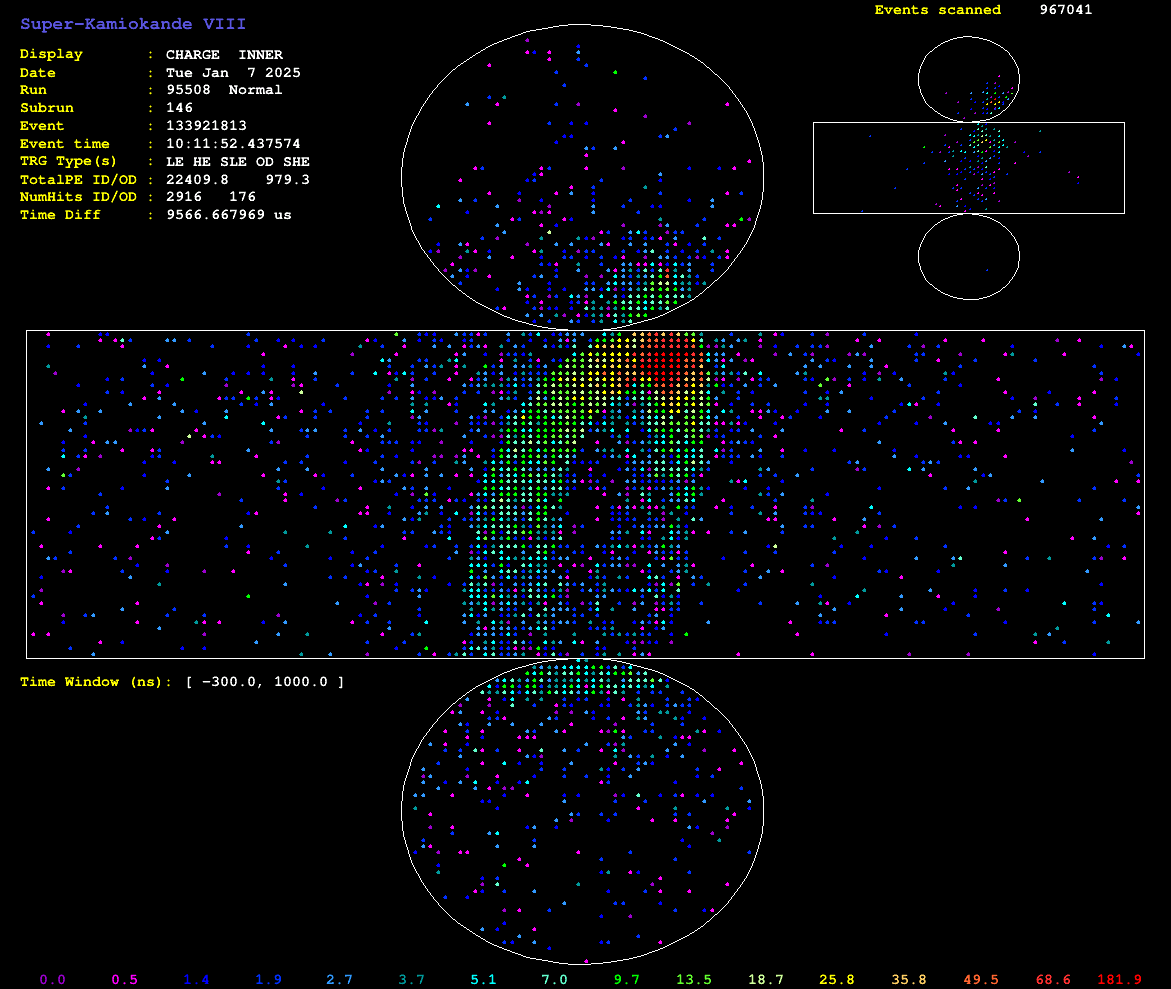 Super-Kamiokande VIII
Events scanned 967041
Display : CHARGE INNER
Date : Tue Jan 7 2025
Run : 95508 Normal
Subrun : 146
Event : 133921813
Event time : 10:11:52.437574
TRG Type(s) : LE HE SLE OD SHE
TotalPE ID/OD : 22409.8 979.3
NumHits ID/OD : 2916 176
Time Diff : 9566.667969 us
Time Window (ns): [ -300.0, 1000.0 ]
0.0 0.5 1.4 1.9 2.7 3.7 5.1 7.0 9.7 13.5 18.7 25.8 35.8 49.5 68.6 181.9